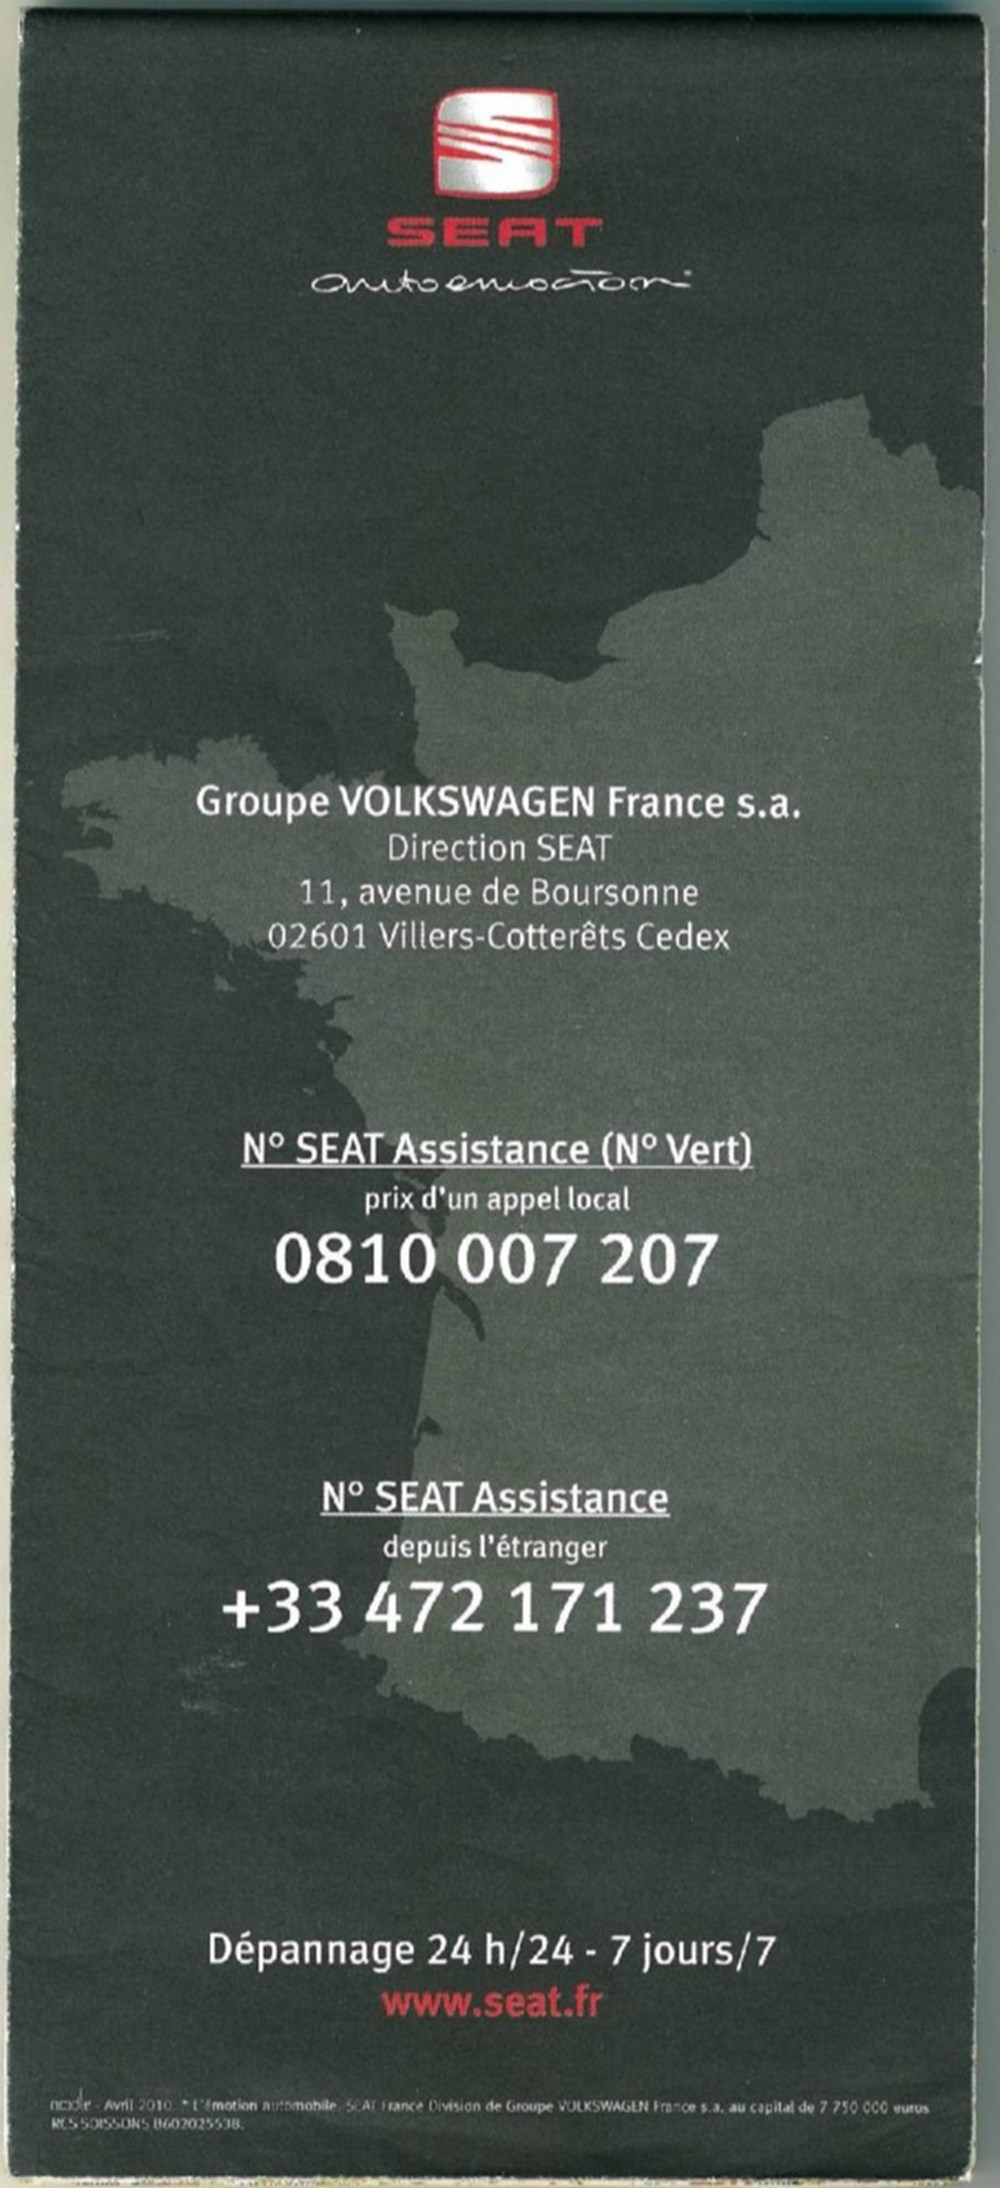 SEAT
autoemoción
Groupe VOLKSWAGEN France s.a.
Direction SEAT
11, avenue de Boursonne
02601 Villers-Cotterêts Cedex
N° SEAT Assistance (N° Vert)
prix d'un appel local
0810 007 207
N° SEAT Assistance
depuis l'étranger
+33 472 171 237
Dépannage 24 h/24 - 7 jours/7
www.seat.fr
- Avril 2010. * L'émotion automobile. SEAT France Division de Groupe VOLKSWAGEN France s.a. au capital de 7 750 000 euros
RCS SOISSONS B602025538.